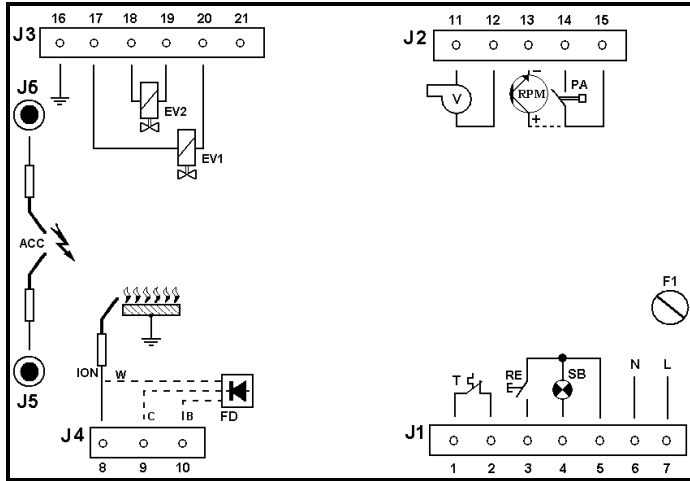 16 17 18 19 20 21
J3
11 12 13 14 15
J2
J6
EV2
EV1
V
RPM
−
+
PA
ACC
F1
ION
W
C
B
FD
J5
J4
8 9 10
T
RE
SB
N
L
J1
1 2 3 4 5 6 7